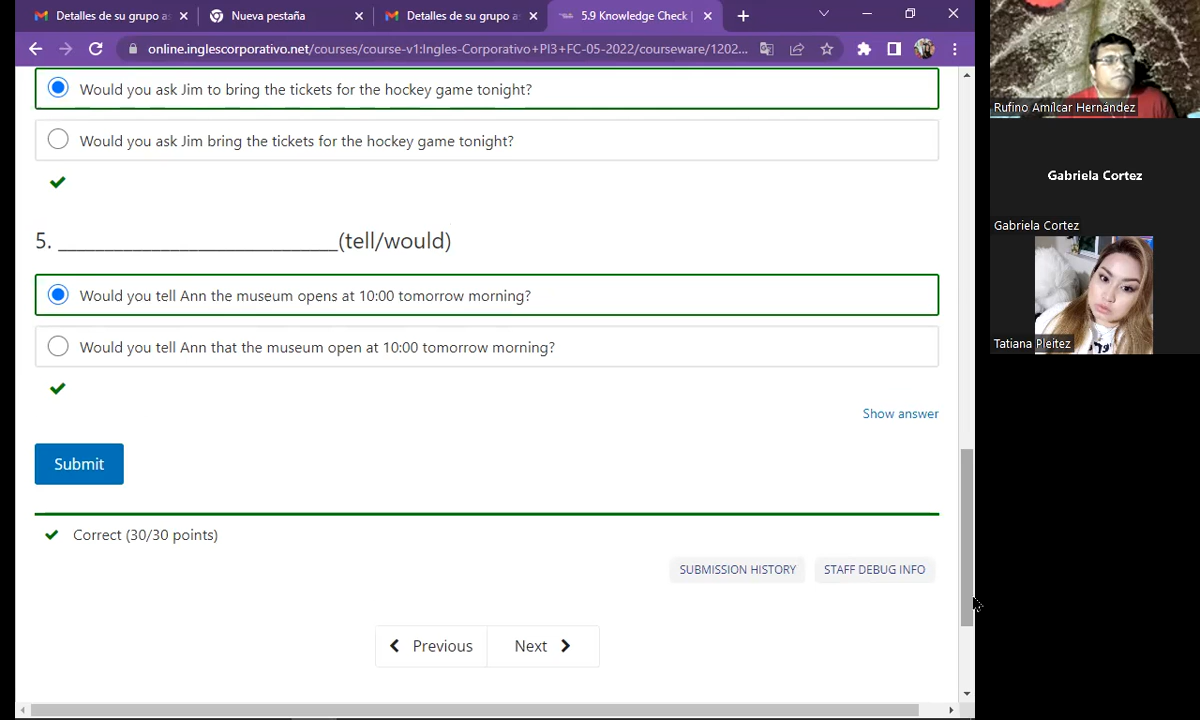 Detalles de su grupo a
Nueva pestaña
Detalles de su grupo a
5.9 Knowledge Check |
online.inglescorporativo.net/courses/course-v1:Ingles-Corporativo+PI3+FC-05-2022/courseware/1202...
Would you ask Jim to bring the tickets for the hockey game tonight?
Would you ask Jim bring the tickets for the hockey game tonight?
5. ____________________________(tell/would)
Would you tell Ann the museum opens at 10:00 tomorrow morning?
Would you tell Ann that the museum open at 10:00 tomorrow morning?
Show answer
Submit
Correct (30/30 points)
SUBMISSION HISTORY
STAFF DEBUG INFO
Previous
Next
Rufino Amílcar Hernández
Gabriela Cortez
Gabriela Cortez
Tatiana Pleitez